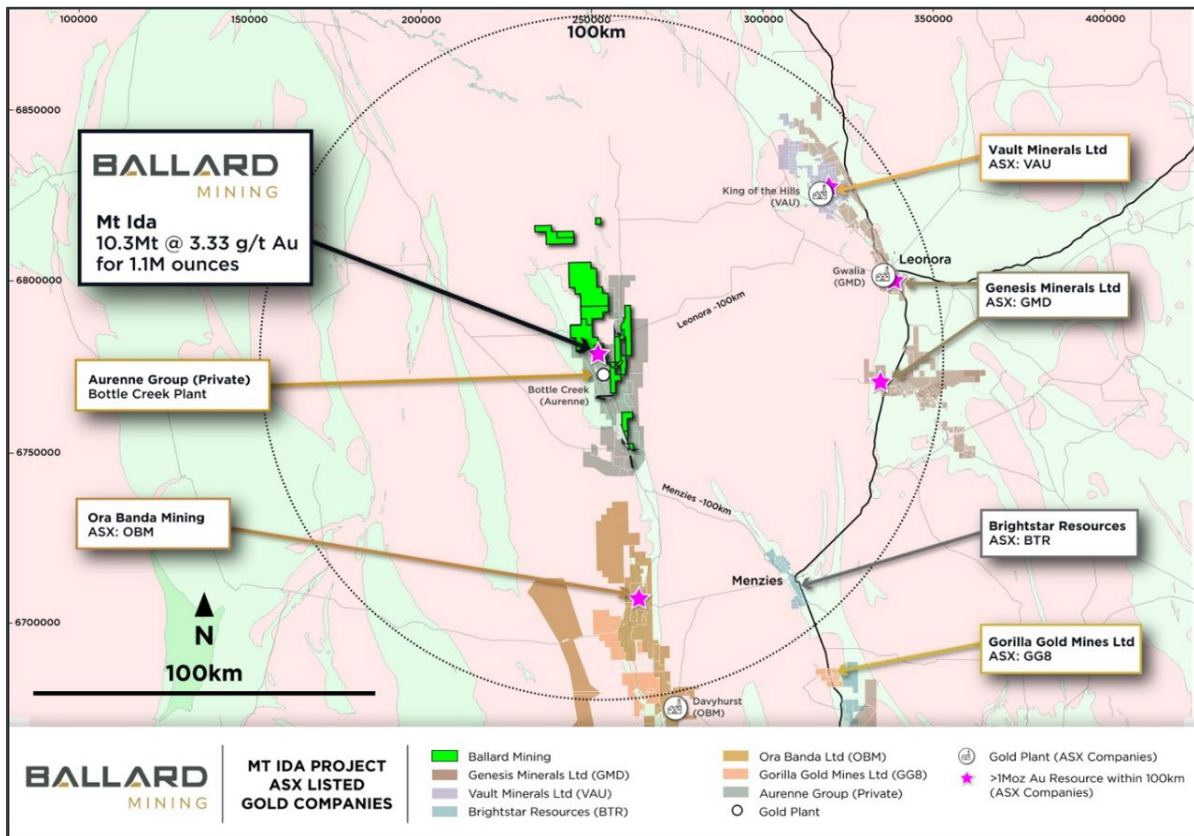 100000
150000
200000
250000
300000
350000
400000
100km
6850000
6800000
6750000
6700000
BALLARD
MINING
Mt Ida
10.3Mt @ 3.33 g/t Au
for 1.1M ounces
Vault Minerals Ltd
ASX: VAU
King of the Hills
(VAU)
Leonora
Gwalia
(GMD)
Genesis Minerals Ltd
ASX: GMD
Leonora ~100km
Aurenne Group (Private)
Bottle Creek Plant
Bottle Creek
(Aurenne)
Menzies ~100km
Ora Banda Mining
ASX: OBM
Brightstar Resources
ASX: BTR
Menzies
Gorilla Gold Mines Ltd
ASX: GG8
N
100km
Davyhurst
(OBM)
BALLARD
MINING
MT IDA PROJECT
ASX LISTED
GOLD COMPANIES
Ballard Mining
Genesis Minerals Ltd (GMD)
Vault Minerals Ltd (VAU)
Brightstar Resources (BTR)
Ora Banda Ltd (OBM)
Gorilla Gold Mines Ltd (GG8)
Aurenne Group (Private)
Gold Plant
Gold Plant (ASX Companies)
>1Moz Au Resource within 100km
(ASX Companies)